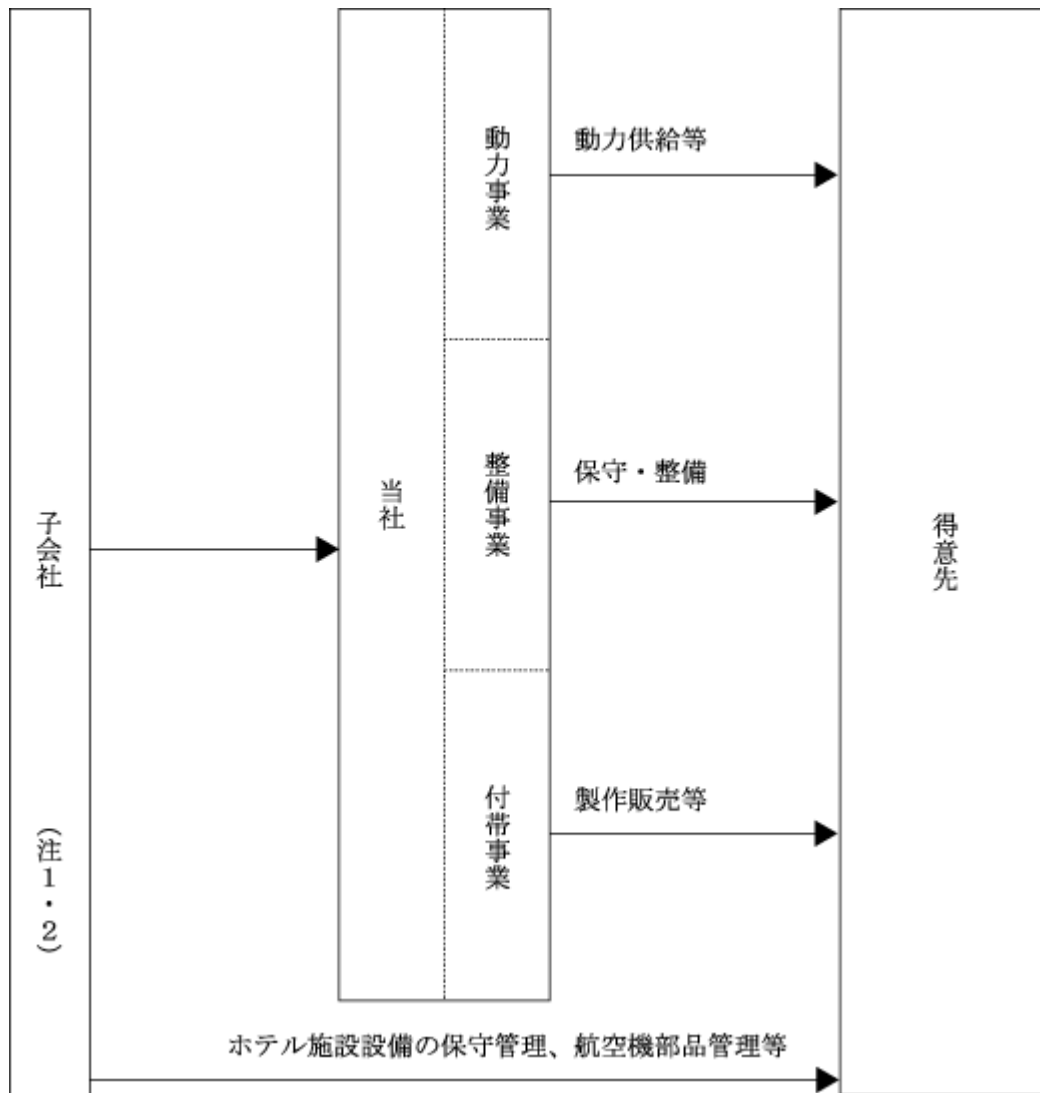 子会社
(注1・2)
当社
動力事業
動力供給等
整備事業
保守・整備
付帯事業
製作販売等
得意先
ホテル施設設備の保守管理、航空機部品管理等